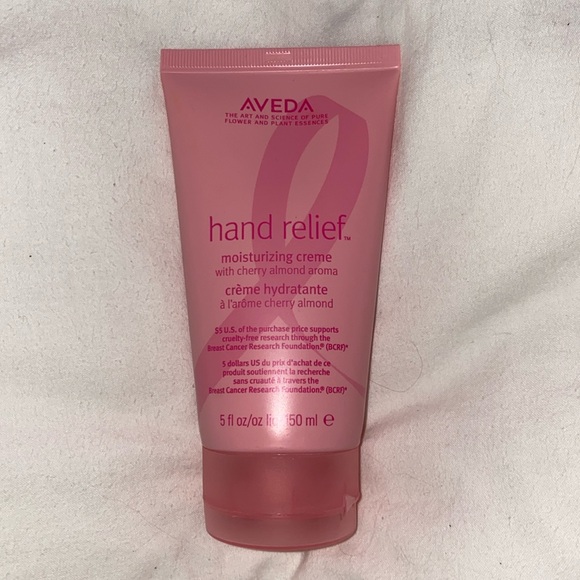 AVEDA
THE ART AND SCIENCE OF PURE
FLOWER AND PLANT ESSENCES
hand relief™
moisturizing creme
with cherry almond aroma
crème hydratante
à l'arôme cherry almond
$5 U.S. of the purchase price supports
cruelty-free research through the
Breast Cancer Research Foundation.® (BCRF)*
5 dollars US du prix d'achat de ce
produit soutiennent la recherche
sans cruauté à travers the
Breast Cancer Research Foundation.® (BCRF)*
5 fl oz/oz liq 150 ml ℮